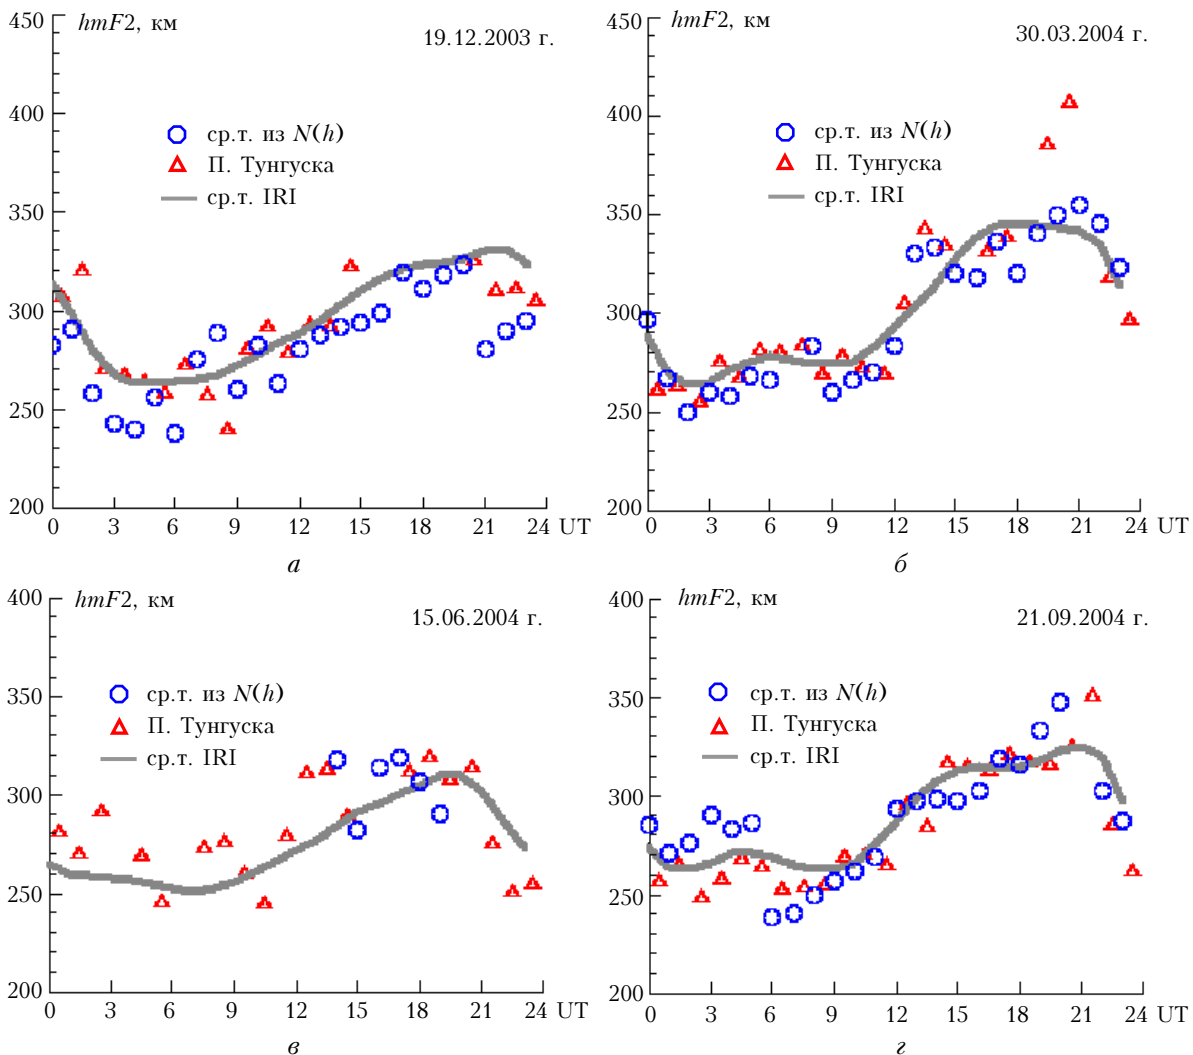 hmF2, км
19.12.2003 г.
450
400
350
300
250
200
ср.т. из N(h)
П. Тунгуска
ср.т. IRI
0 3 6 9 12 15 18 21 24 UT
а
hmF2, км
30.03.2004 г.
450
400
350
300
250
200
ср.т. из N(h)
П. Тунгуска
ср.т. IRI
0 3 6 9 12 15 18 21 24 UT
б
hmF2, км
15.06.2004 г.
400
350
300
250
200
ср.т. из N(h)
П. Тунгуска
ср.т. IRI
0 3 6 9 12 15 18 21 24 UT
в
hmF2, км
21.09.2004 г.
400
350
300
250
200
ср.т. из N(h)
П. Тунгуска
ср.т. IRI
0 3 6 9 12 15 18 21 24 UT
г